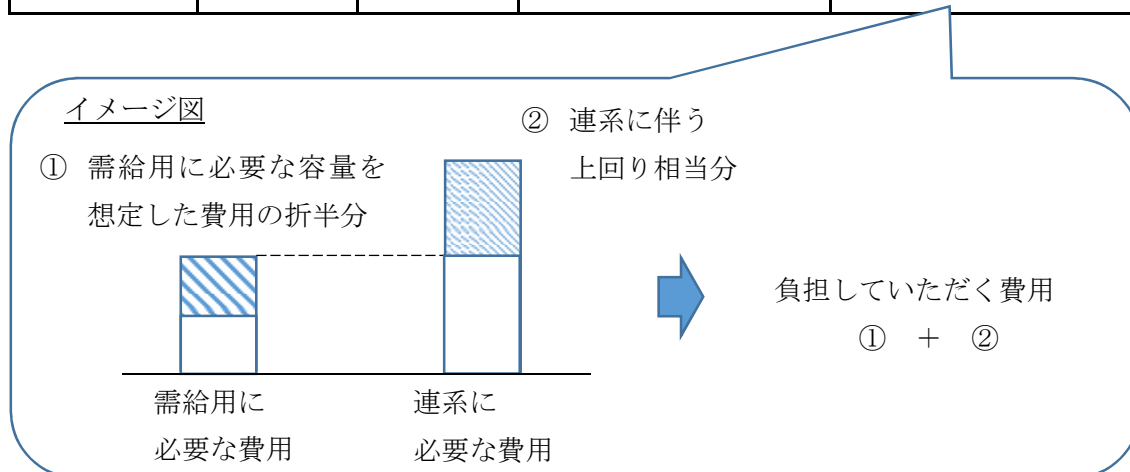 イメージ図
① 需給用に必要な容量を
想定した費用の折半分
② 連系に伴う
上回り相当分
負担していただく費用
① + ②
需給用に
必要な費用
連系に
必要な費用